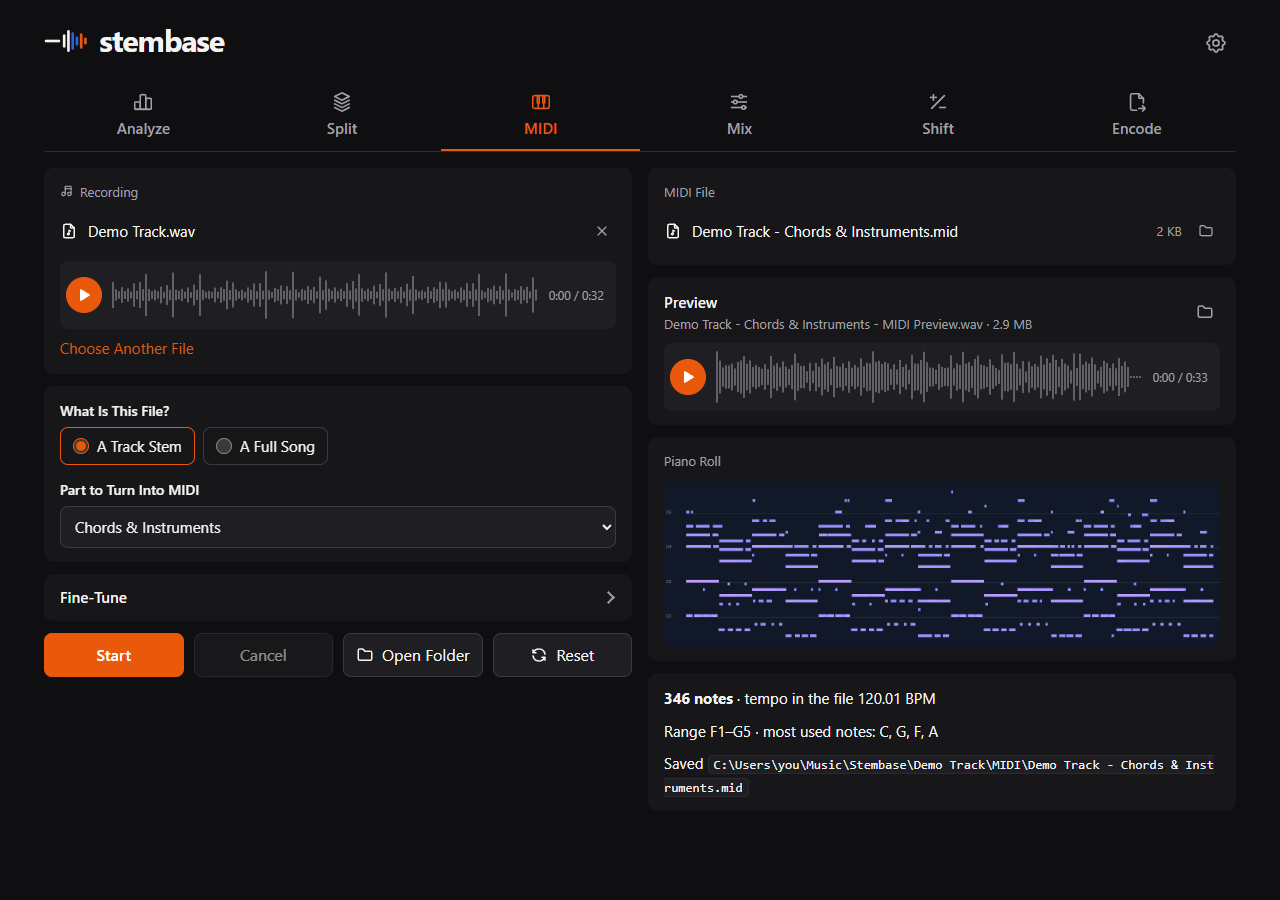 stembase
Analyze
Split
MIDI
Mix
Shift
Encode
Recording
Demo Track.wav
0:00 / 0:32
Choose Another File
What Is This File?
A Track Stem
A Full Song
Part to Turn Into MIDI
Chords & Instruments
Fine-Tune
Start
Cancel
Open Folder
Reset
MIDI File
Demo Track - Chords & Instruments.mid
2 KB
Preview
Demo Track - Chords & Instruments - MIDI Preview.wav · 2.9 MB
0:00 / 0:33
Piano Roll
346 notes · tempo in the file 120.01 BPM
Range F1–G5 · most used notes: C, G, F, A
Saved C:\Users\you\Music\Stembase\Demo Track\MIDI\Demo Track - Chords & Inst
ruments.mid